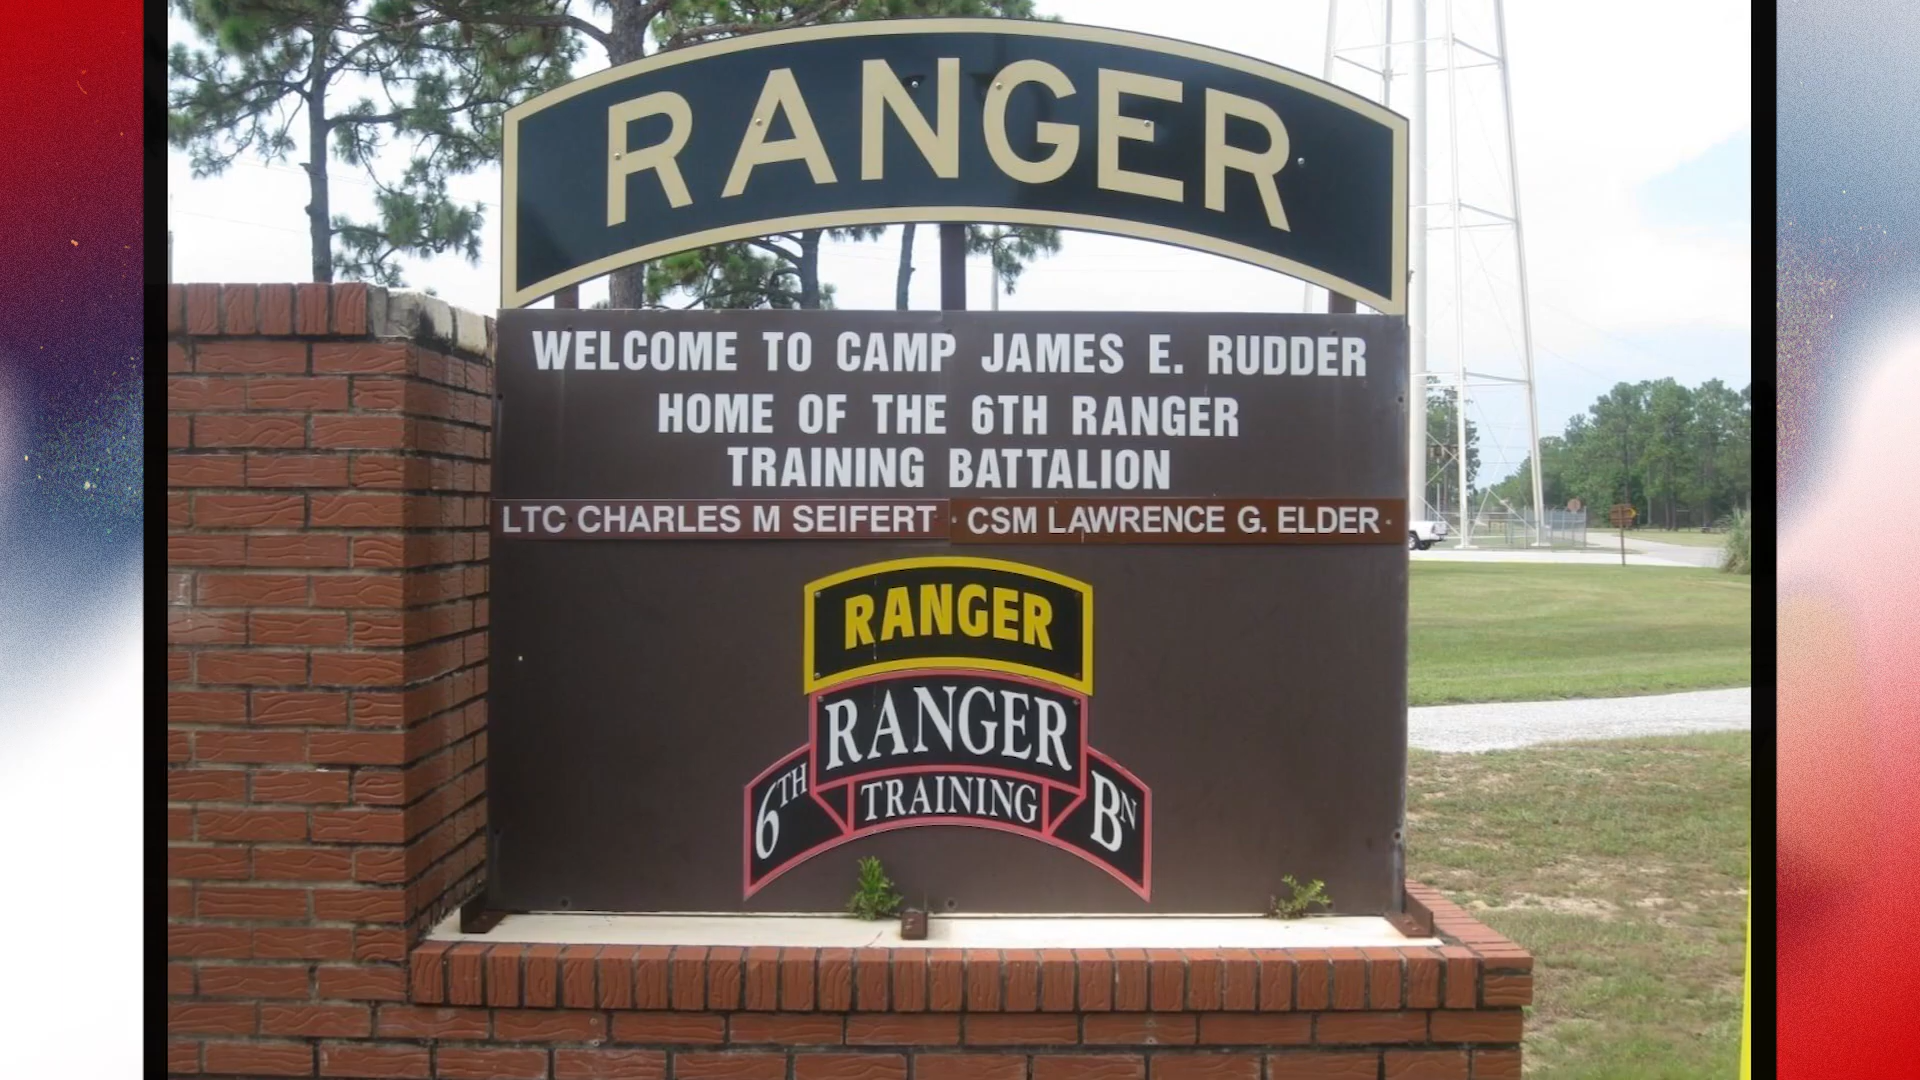 RANGER
WELCOME TO CAMP JAMES E. RUDDER
HOME OF THE 6TH RANGER
TRAINING BATTALION
LTC CHARLES M SEIFERT
CSM LAWRENCE G. ELDER
RANGER
RANGER
6TH TRAINING BN